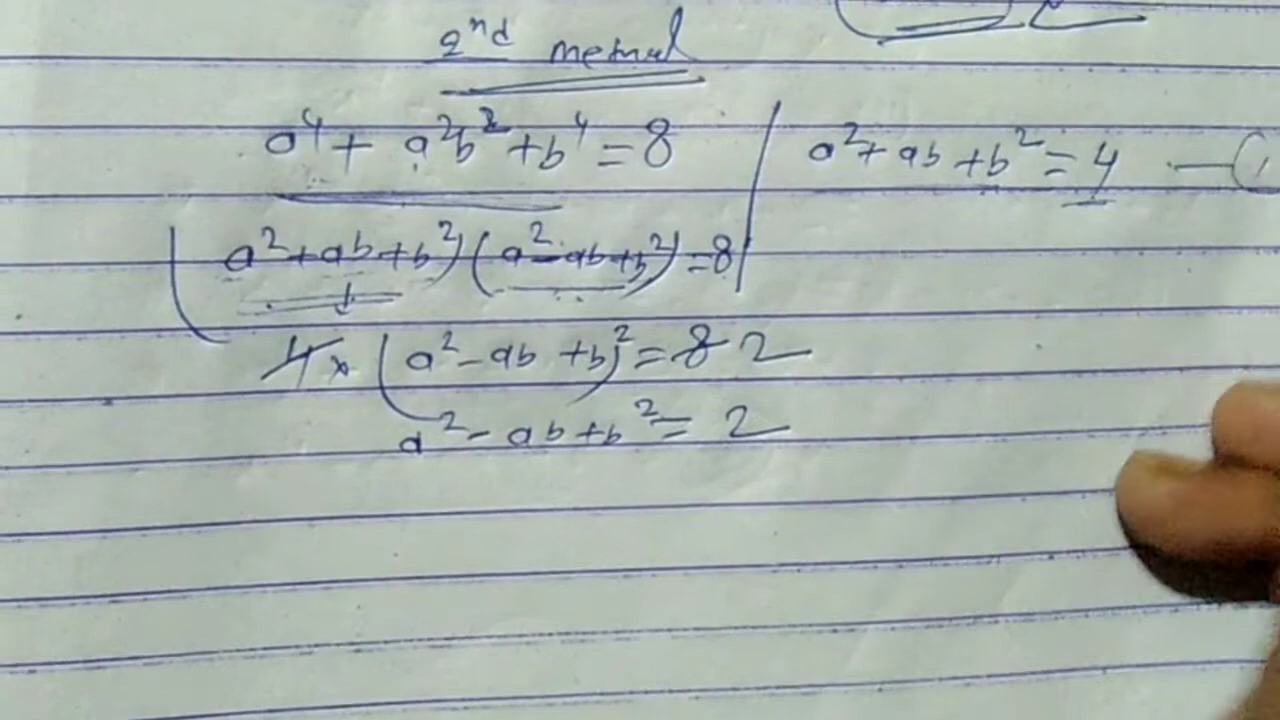 2nd method
a⁴ + a²b² + b⁴ = 8
a² + ab + b² = 4 — (1
(a² + ab + b²) (a² - ab + b²) = 8
4 × (a² - ab + b)² = 8 2
a² - ab + b² = 2